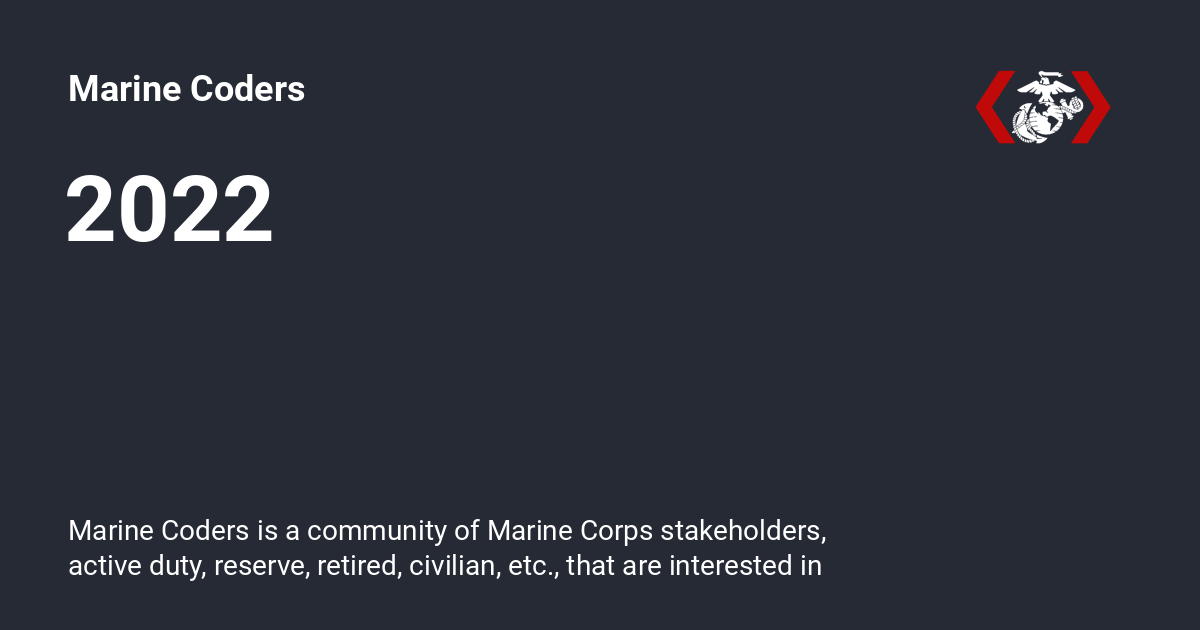 Marine Coders
2022
Marine Coders is a community of Marine Corps stakeholders,
active duty, reserve, retired, civilian, etc., that are interested in